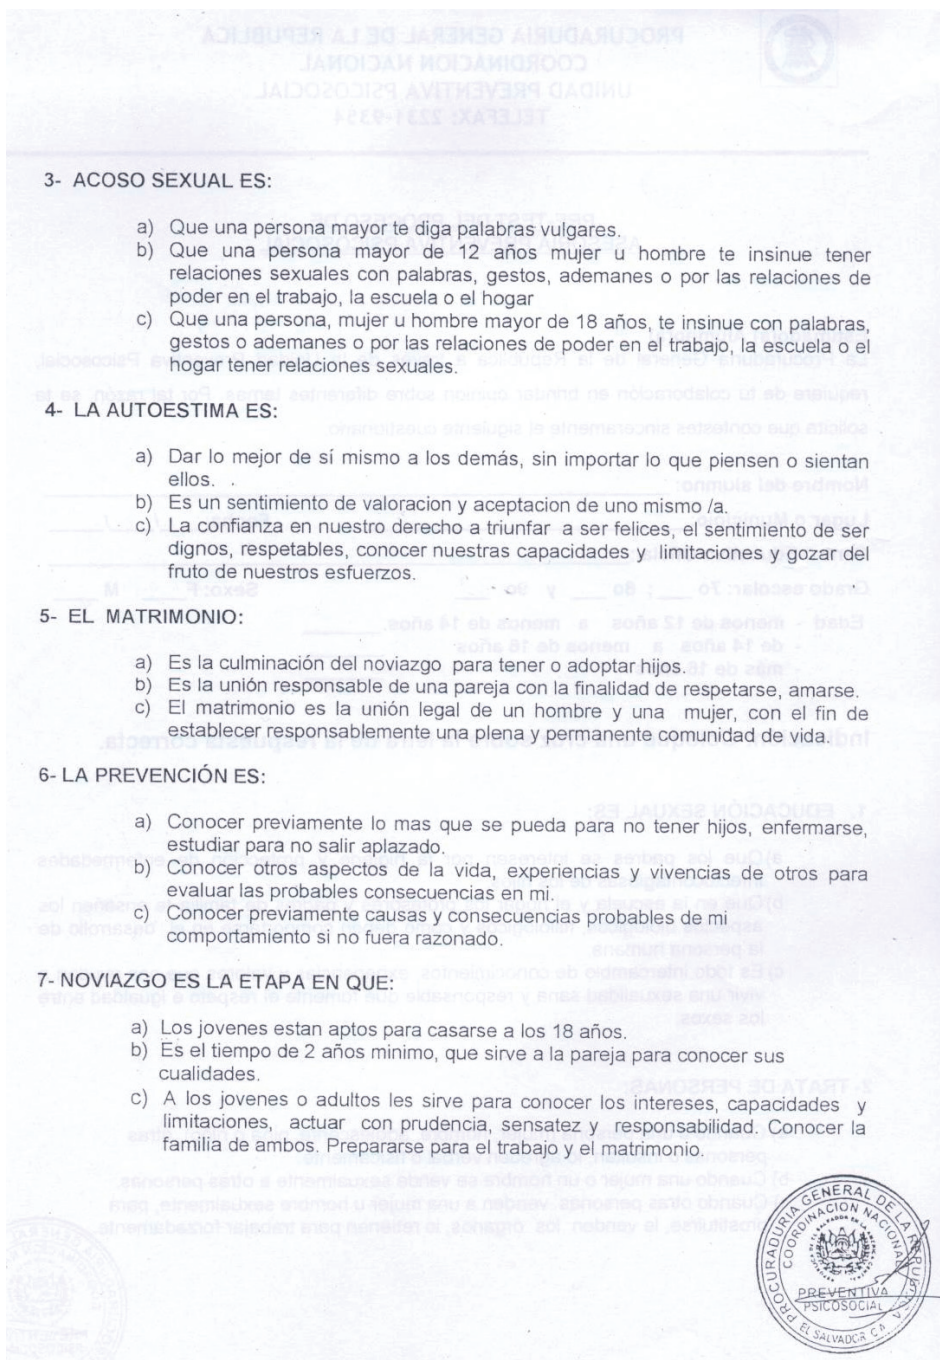 3- ACOSO SEXUAL ES:
a) Que una persona mayor te diga palabras vulgares.
b) Que una persona mayor de 12 años mujer u hombre te insinue tener
relaciones sexuales con palabras, gestos, ademanes o por las relaciones de
poder en el trabajo, la escuela o el hogar
c) Que una persona, mujer u hombre mayor de 18 años, te insinue con palabras,
gestos o ademanes o por las relaciones de poder en el trabajo, la escuela o el
hogar tener relaciones sexuales.
4- LA AUTOESTIMA ES:
a) Dar lo mejor de sí mismo a los demás, sin importar lo que piensen o sientan
ellos.
b) Es un sentimiento de valoracion y aceptacion de uno mismo /a.
c) La confianza en nuestro derecho a triunfar a ser felices, el sentimiento de ser
dignos, respetables, conocer nuestras capacidades y limitaciones y gozar del
fruto de nuestros esfuerzos.
5- EL MATRIMONIO:
a) Es la culminación del noviazgo para tener o adoptar hijos.
b) Es la unión responsable de una pareja con la finalidad de respetarse, amarse.
c) El matrimonio es la unión legal de un hombre y una mujer, con el fin de
establecer responsablemente una plena y permanente comunidad de vida.
6- LA PREVENCIÓN ES:
a) Conocer previamente lo mas que se pueda para no tener hijos, enfermarse,
estudiar para no salir aplazado.
b) Conocer otros aspectos de la vida, experiencias y vivencias de otros para
evaluar las probables consecuencias en mi.
c) Conocer previamente causas y consecuencias probables de mi
comportamiento si no fuera razonado.
7- NOVIAZGO ES LA ETAPA EN QUE:
a) Los jovenes estan aptos para casarse a los 18 años.
b) Es el tiempo de 2 años minimo, que sirve a la pareja para conocer sus
cualidades.
c) A los jovenes o adultos les sirve para conocer los intereses, capacidades y
limitaciones, actuar con prudencia, sensatez y responsabilidad. Conocer la
familia de ambos. Prepararse para el trabajo y el matrimonio.
PROCURADURIA GENERAL DE LA REPUBLICA
COORDINACION NACIONAL
PREVENTIVA
PSICOSOCIAL
EL SALVADOR C.A.